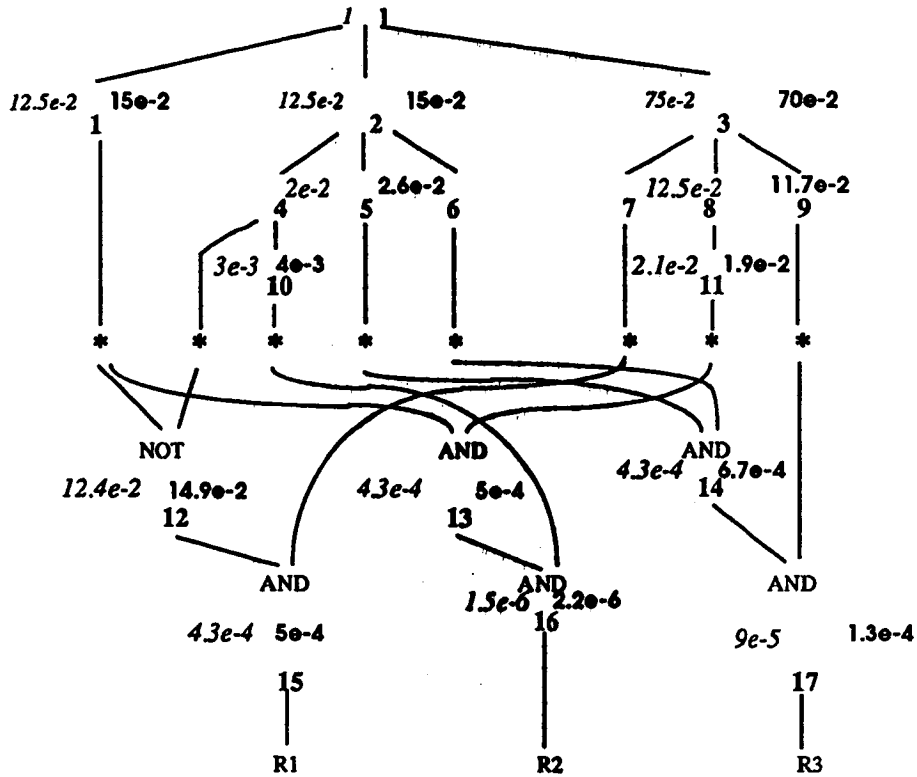 1 1
12.5e-2 15e-2 12.5e-2 15e-2 75e-2 70e-2
1 2 3
2e-2 2.6e-2 12.5e-2 11.7e-2
4 5 6 7 8 9
3e-3 4e-3 2.1e-2 1.9e-2
10 11
* * * * * * * *
NOT AND AND
12.4e-2 14.9e-2 4.3e-4 5e-4 4.3e-4 6.7e-4
12 13 14
AND AND AND
1.5e-6 2.2e-6
16
4.3e-4 5e-4 9e-5 1.3e-4
15 17
R1 R2 R3